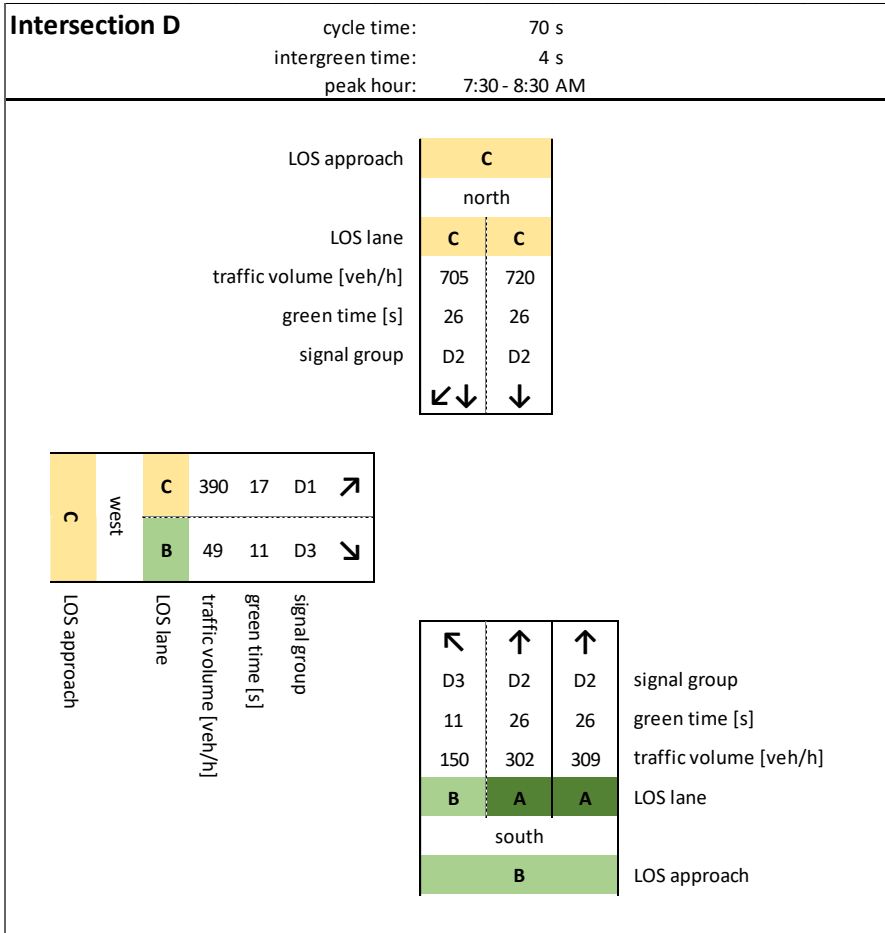 Intersection D
cycle time: 70 s
intergreen time: 4 s
peak hour: 7:30 - 8:30 AM
LOS approach C
north
LOS lane C C
traffic volume [veh/h] 705 720
green time [s] 26 26
signal group D2 D2
↙↓ ↓
C west C 390 17 D1 ↗
B 49 11 D3 ↘
LOS approach
LOS lane
traffic volume [veh/h]
green time [s]
signal group
↖ ↑ ↑
D3 D2 D2 signal group
11 26 26 green time [s]
150 302 309 traffic volume [veh/h]
B A A LOS lane
south
B LOS approach